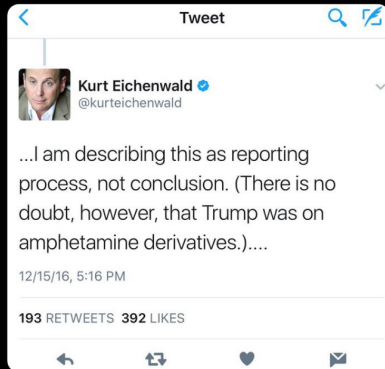 Tweet
Kurt Eichenwald
@kurteichenwald
...I am describing this as reporting
process, not conclusion. (There is no
doubt, however, that Trump was on
amphetamine derivatives.)....
12/15/16, 5:16 PM
193 RETWEETS 392 LIKES